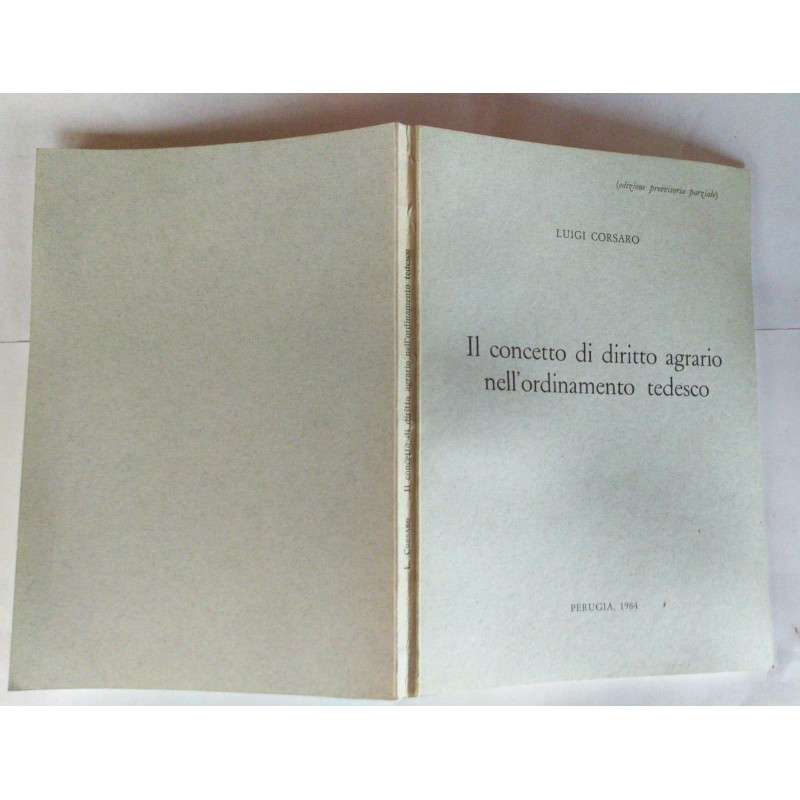 (edizione provvisoria parziale)
LUIGI CORSARO
Il concetto di diritto agrario
nell'ordinamento tedesco
PERUGIA, 1984
L. CORSARO Il concetto di diritto agrario nell'ordinamento tedesco